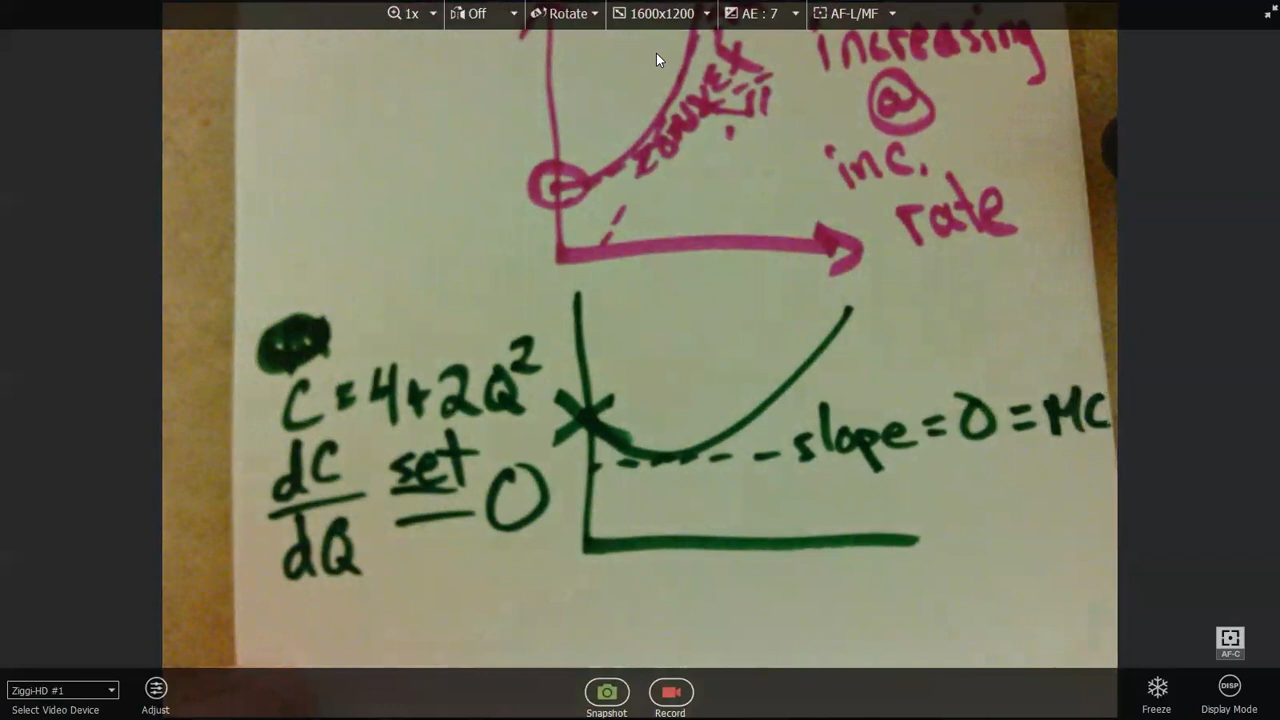 1x
Off
Rotate
1600x1200
AE : 7
AF-L/MF
increasing
@
inc.
rate
convex
C = 4 + 2Q²
dC
dQ
set
= 0
slope = 0 = MC
AF-C
Ziggi-HD #1
Select Video Device
Adjust
Snapshot
Record
Freeze
DISP
Display Mode